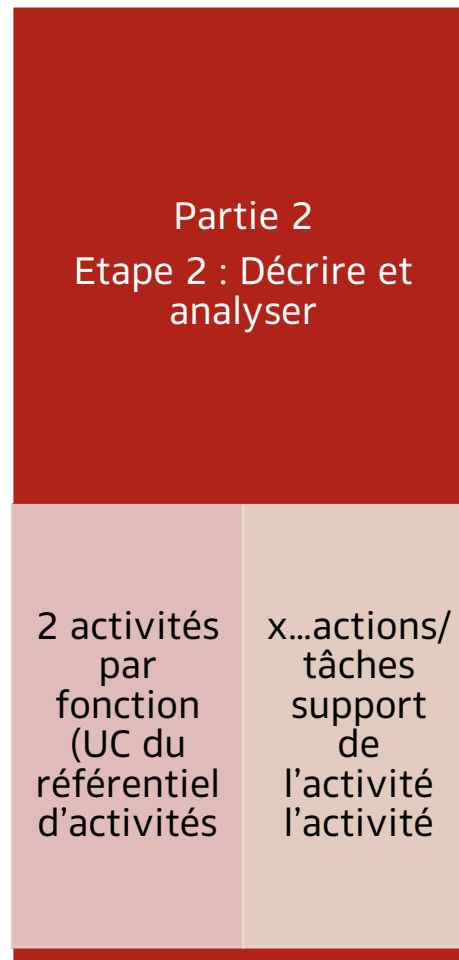 Partie 2
Etape 2 : Décrire et
analyser
2 activités
par
fonction
(UC du
référentiel
d’activités
x…actions/
tâches
support
de
l’activité
l’activité